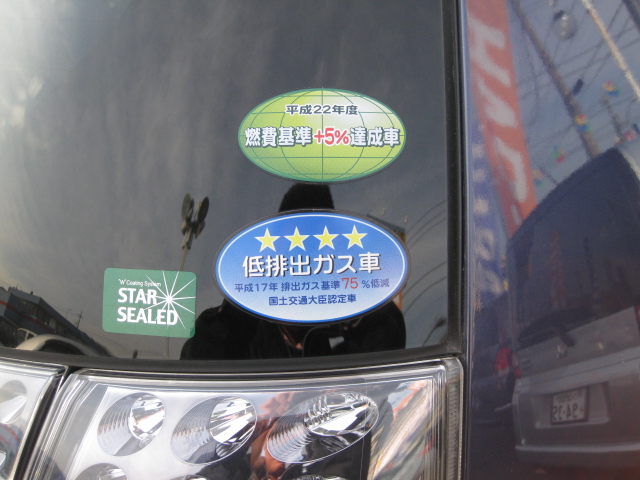 平成22年度
燃費基準+5%達成車
低排出ガス車
平成17年 排出ガス基準75%低減
国土交通大臣認定車
"W" Coating System
STAR
SEALED